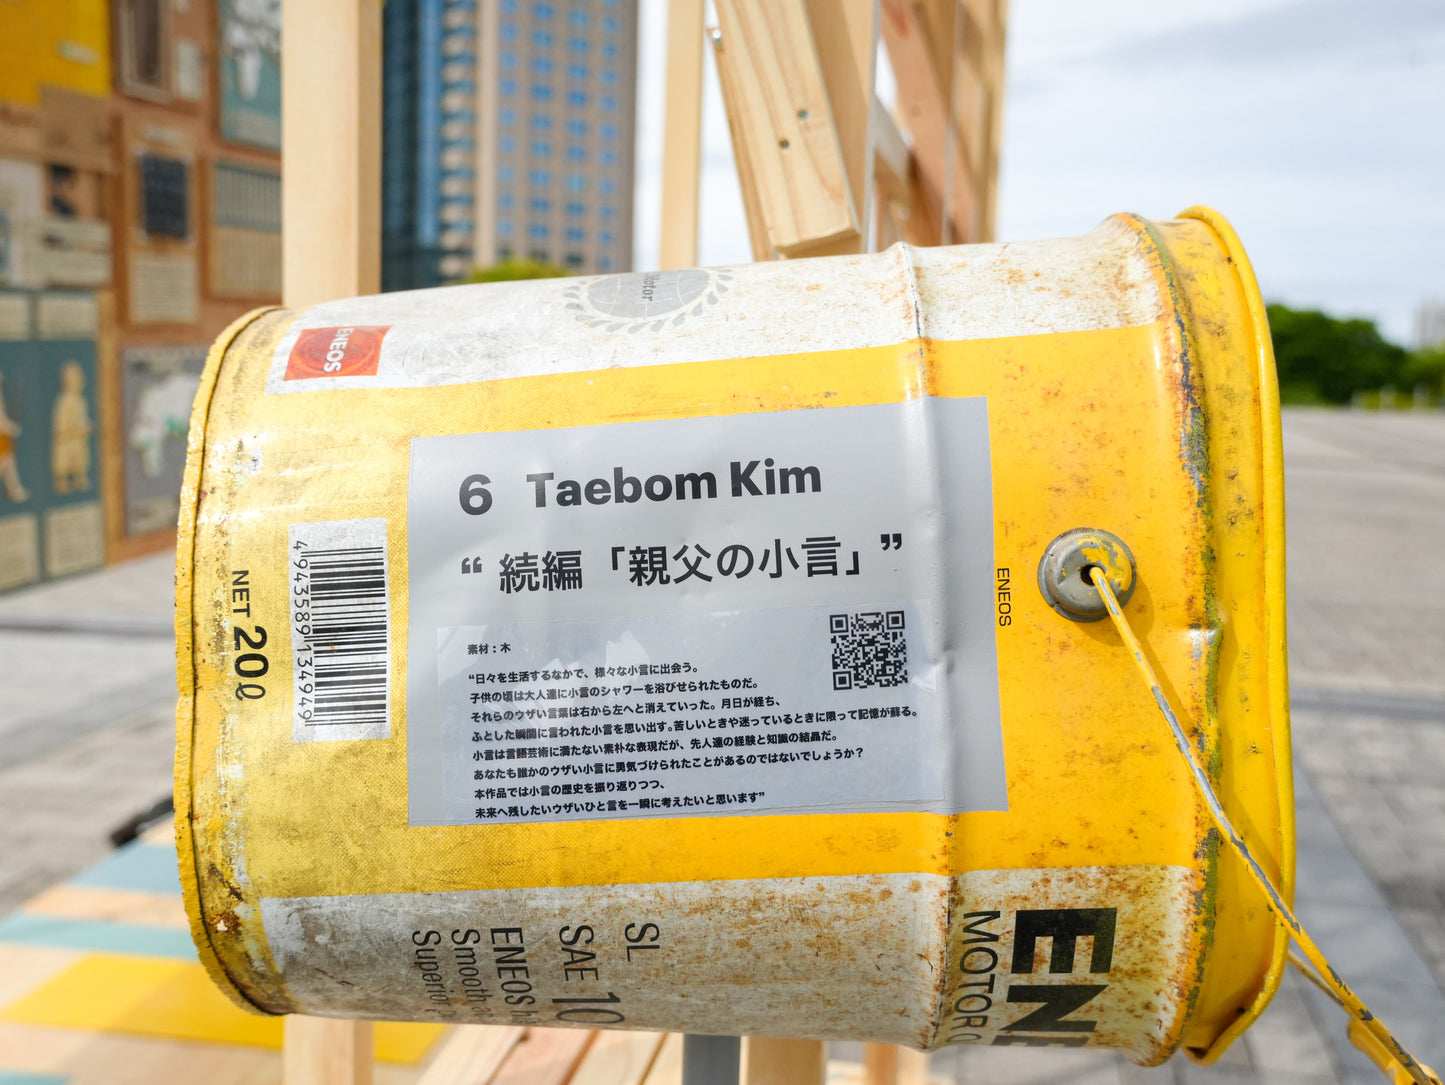 Motor
ENEOS
6 Taebom Kim
“ 続編「親父の小言」”
素材：木
“日々を生活するなかで、様々な小言に出会う。
子供の頃は大人達に小言のシャワーを浴びせられたものだ。
それらのウザい言葉は右から左へと消えていった。月日が経ち、
ふとした瞬間に言われた小言を思い出す。苦しいときや迷っているときに限って記憶が蘇る。
小言は言語芸術に満たない素朴な表現だが、先人達の経験と知識の結晶だ。
あなたも誰かのウザい小言に勇気づけられたことがあるのではないでしょうか？
本作品では小言の歴史を振り返りつつ、
未来へ残したいウザいひと言を一瞬に考えたいと思います”
4943589134949
NET 20ℓ
ENEOS
SL
SAE 10
ENEOS
Smooth
Superior
ENE
MOTOR